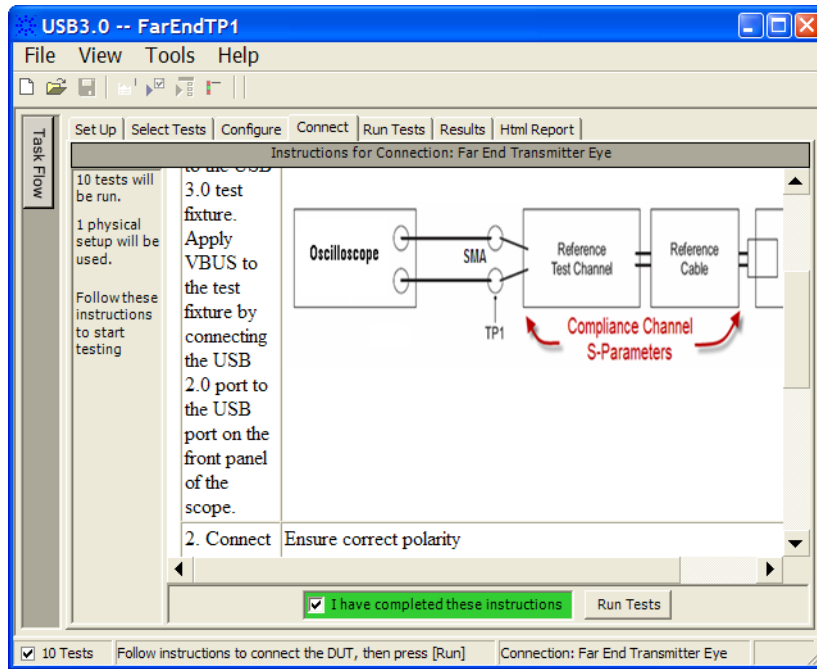 USB3.0 -- FarEndTP1
File View Tools Help
Task Flow
Set Up Select Tests Configure Connect Run Tests Results Html Report
Instructions for Connection: Far End Transmitter Eye
10 tests will
be run.
1 physical
setup will be
used.
Follow these
instructions
to start
testing
to the USB
3.0 test
fixture.
Apply
VBUS to
the test
fixture by
connecting
the USB
2.0 port to
the USB
port on the
front panel
of the
scope.
Oscilloscope
SMA
TP1
Reference
Test Channel
Reference
Cable
Compliance Channel
S-Parameters
2. Connect
Ensure correct polarity
I have completed these instructions
Run Tests
10 Tests
Follow instructions to connect the DUT, then press [Run]
Connection: Far End Transmitter Eye